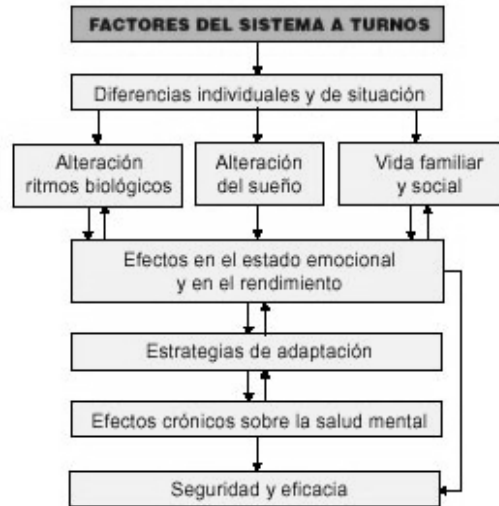 FACTORES DEL SISTEMA A TURNOS
Diferencias individuales y de situación
Alteración
ritmos biológicos
Alteración
del sueño
Vida familiar
y social
Efectos en el estado emocional
y en el rendimiento
Estrategias de adaptación
Efectos crónicos sobre la salud mental
Seguridad y eficacia